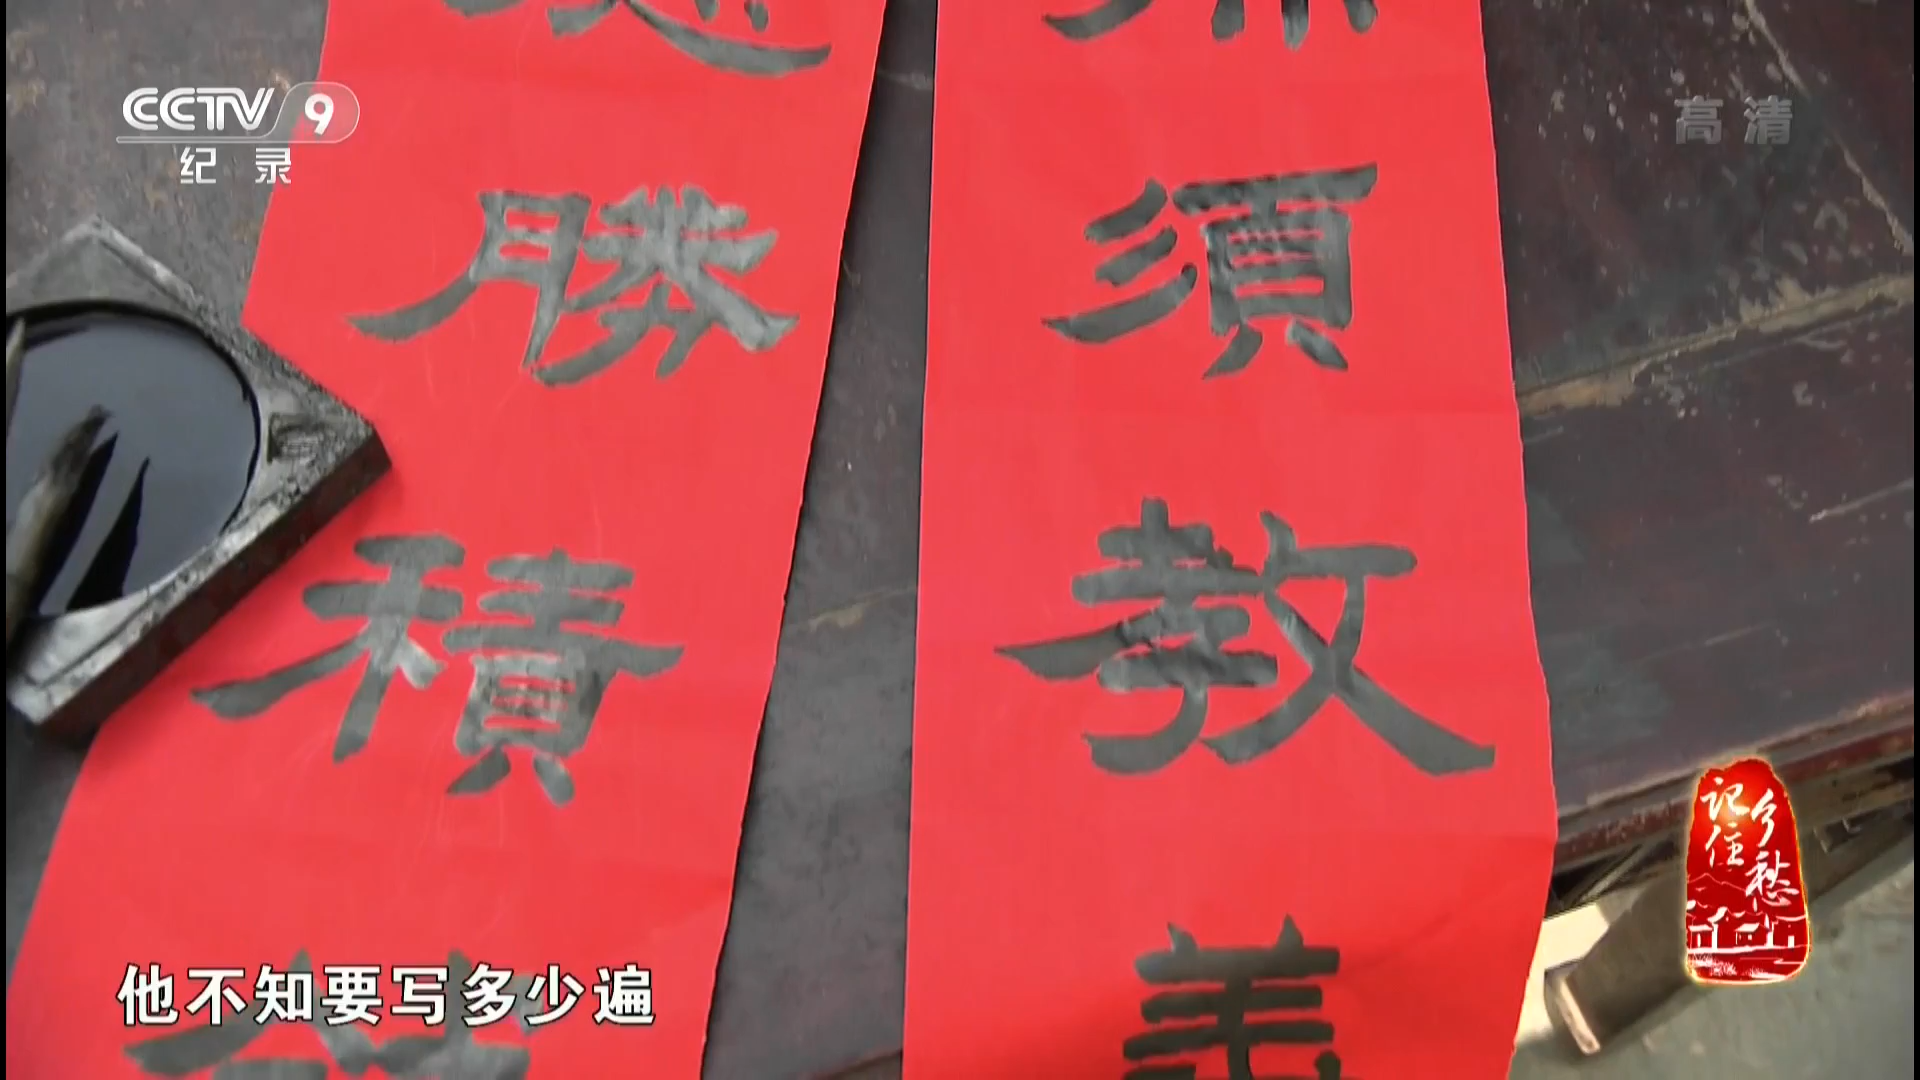 CCTV 9
纪录
高清
須教
勝積
记住
乡愁
他不知要写多少遍